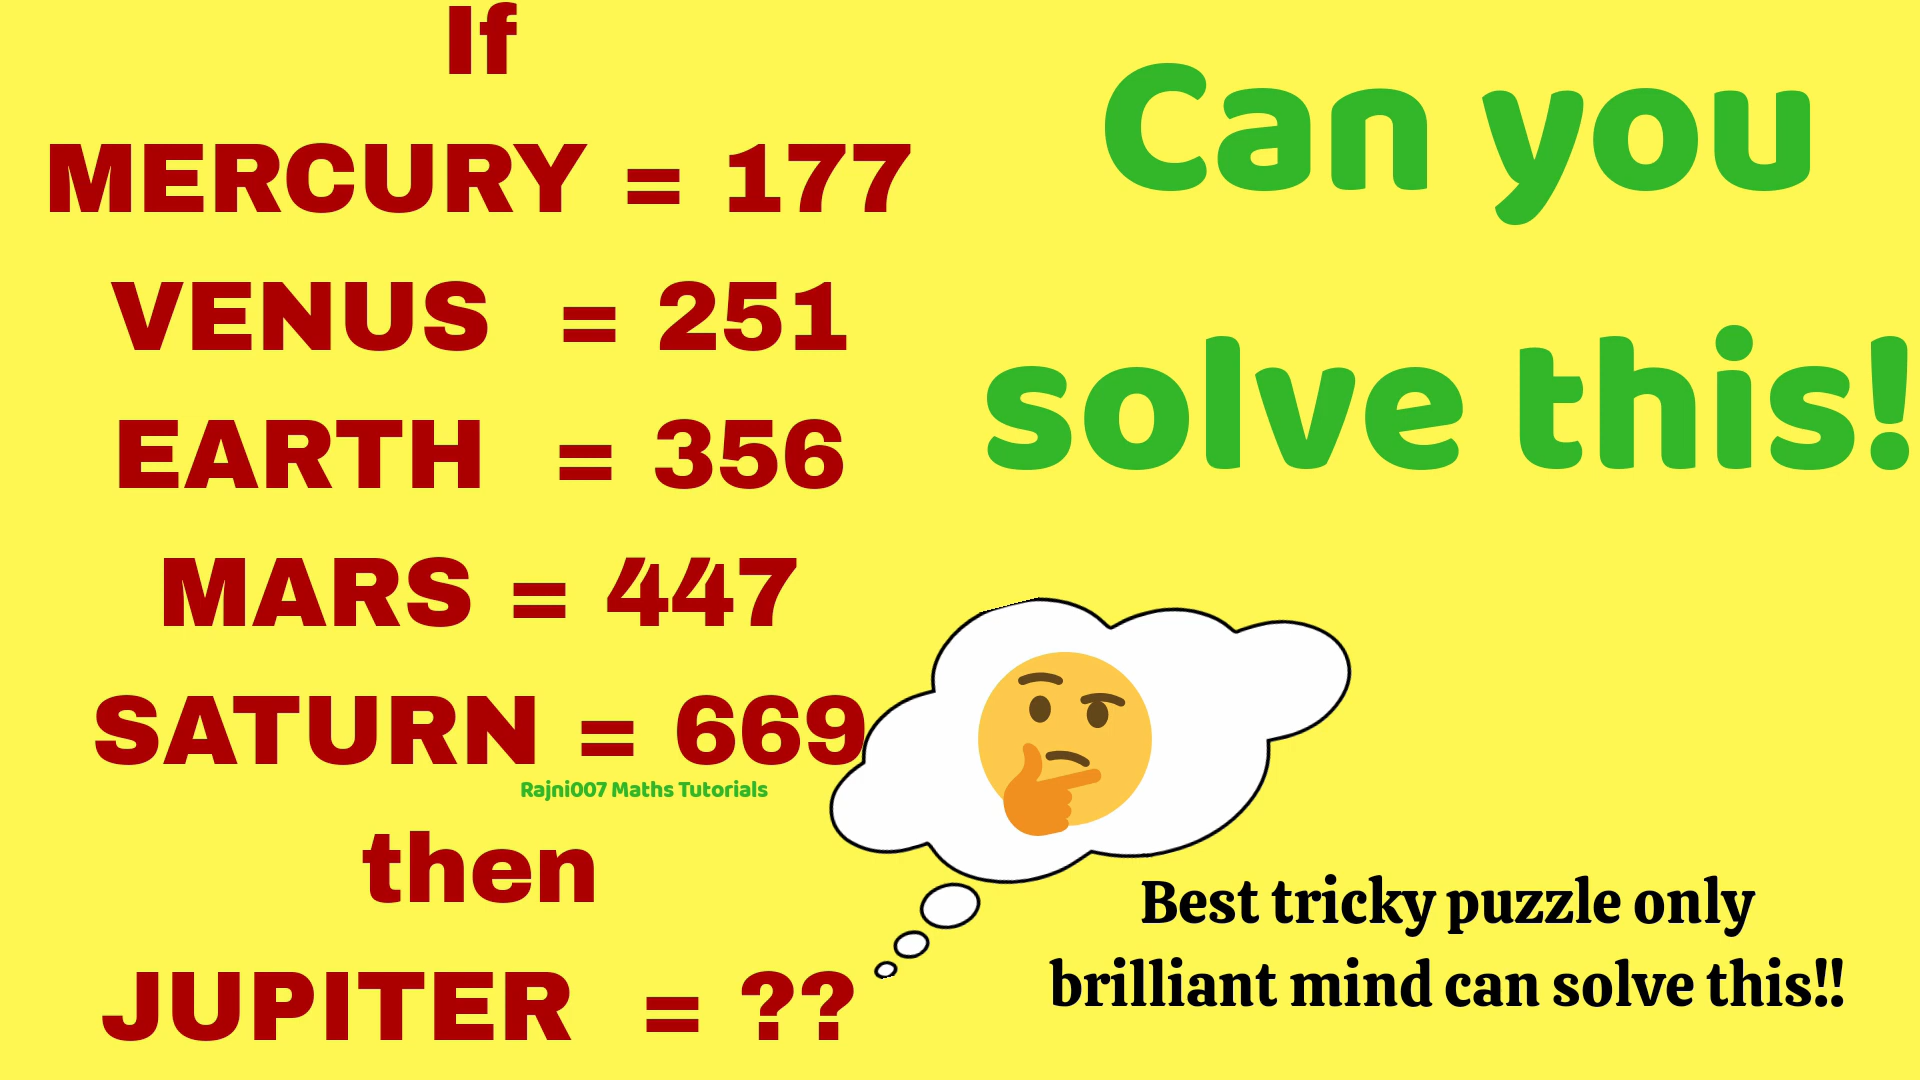 If
MERCURY = 177
VENUS = 251
EARTH = 356
MARS = 447
SATURN = 669
Rajni007 Maths Tutorials
then
JUPITER = ??
Can you
solve this!
Best tricky puzzle only
brilliant mind can solve this!!